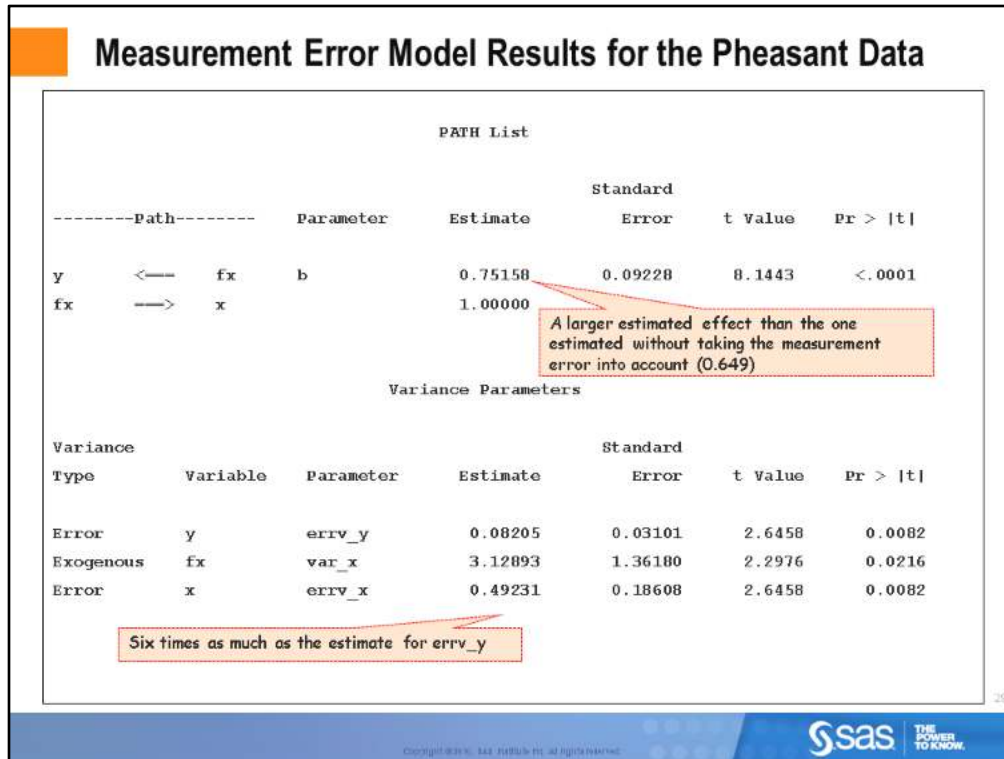 Measurement Error Model Results for the Pheasant Data
PATH List
Standard
--------Path-------- Parameter Estimate Error t Value Pr > |t|
y <=== fx b 0.75158 0.09228 8.1443 <.0001
fx ===> x 1.00000
A larger estimated effect than the one
estimated without taking the measurement
error into account (0.649)
Variance Parameters
Variance Standard
Type Variable Parameter Estimate Error t Value Pr > |t|
Error y errv_y 0.08205 0.03101 2.6458 0.0082
Exogenous fx var_x 3.12893 1.36180 2.2976 0.0216
Error x errv_x 0.49231 0.18608 2.6458 0.0082
Six times as much as the estimate for errv_y
sas THE
POWER
TO KNOW.